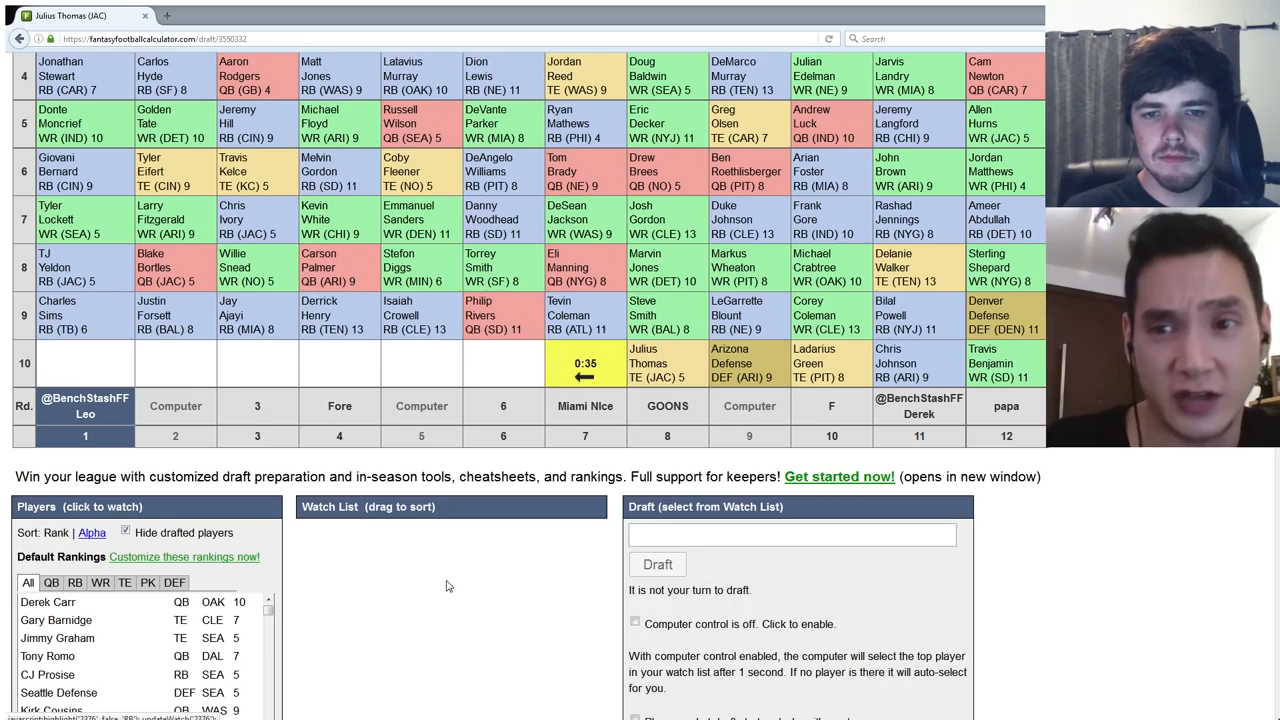 Julius Thomas (JAC)
https://fantasyfootballcalculator.com/draft/3550332
Search
4
Jonathan Stewart RB (CAR) 7
Carlos Hyde RB (SF) 8
Aaron Rodgers QB (GB) 4
Matt Jones RB (WAS) 9
Latavius Murray RB (OAK) 10
Dion Lewis RB (NE) 11
Jordan Reed TE (WAS) 9
Doug Baldwin WR (SEA) 5
DeMarco Murray RB (TEN) 13
Julian Edelman WR (NE) 9
Jarvis Landry WR (MIA) 8
Cam Newton QB (CAR) 7
5
Donte Moncrief WR (IND) 10
Golden Tate WR (DET) 10
Jeremy Hill RB (CIN) 9
Michael Floyd WR (ARI) 9
Russell Wilson QB (SEA) 5
DeVante Parker WR (MIA) 8
Ryan Mathews RB (PHI) 4
Eric Decker WR (NYJ) 11
Greg Olsen TE (CAR) 7
Andrew Luck QB (IND) 10
Jeremy Langford RB (CHI) 9
Allen Hurns WR (JAC) 5
6
Giovani Bernard RB (CIN) 9
Tyler Eifert TE (CIN) 9
Travis Kelce TE (KC) 5
Melvin Gordon RB (SD) 11
Coby Fleener TE (NO) 5
DeAngelo Williams RB (PIT) 8
Tom Brady QB (NE) 9
Drew Brees QB (NO) 5
Ben Roethlisberger QB (PIT) 8
Arian Foster RB (MIA) 8
John Brown WR (ARI) 9
Jordan Matthews WR (PHI) 4
7
Tyler Lockett WR (SEA) 5
Larry Fitzgerald WR (ARI) 9
Chris Ivory RB (JAC) 5
Kevin White WR (CHI) 9
Emmanuel Sanders WR (DEN) 11
Danny Woodhead RB (SD) 11
DeSean Jackson WR (WAS) 9
Josh Gordon WR (CLE) 13
Duke Johnson RB (CLE) 13
Frank Gore RB (IND) 10
Rashad Jennings RB (NYG) 8
Ameer Abdullah RB (DET) 10
8
TJ Yeldon RB (JAC) 5
Blake Bortles QB (JAC) 5
Willie Snead WR (NO) 5
Carson Palmer QB (ARI) 9
Stefon Diggs WR (MIN) 6
Torrey Smith WR (SF) 8
Eli Manning QB (NYG) 8
Marvin Jones WR (DET) 10
Markus Wheaton WR (PIT) 8
Michael Crabtree WR (OAK) 10
Delanie Walker TE (TEN) 13
Sterling Shepard WR (NYG) 8
9
Charles Sims RB (TB) 6
Justin Forsett RB (BAL) 8
Jay Ajayi RB (MIA) 8
Derrick Henry RB (TEN) 13
Isaiah Crowell RB (CLE) 13
Philip Rivers QB (SD) 11
Tevin Coleman RB (ATL) 11
Steve Smith WR (BAL) 8
LeGarrette Blount RB (NE) 9
Corey Coleman WR (CLE) 13
Bilal Powell RB (NYJ) 11
Denver Defense DEF (DEN) 11
10
0:35
Julius Thomas TE (JAC) 5
Arizona Defense DEF (ARI) 9
Ladarius Green TE (PIT) 8
Chris Johnson RB (ARI) 9
Travis Benjamin WR (SD) 11
Rd. @BenchStashFF Leo Computer 3 Fore Computer 6 Miami NIce GOONS Computer F @BenchStashFF Derek papa
1 2 3 4 5 6 7 8 9 10 11 12
Win your league with customized draft preparation and in-season tools, cheatsheets, and rankings. Full support for keepers! Get started now! (opens in new window)
Players (click to watch)
Sort: Rank | Alpha Hide drafted players
Default Rankings Customize these rankings now!
All QB RB WR TE PK DEF
Derek Carr QB OAK 10
Gary Barnidge TE CLE 7
Jimmy Graham TE SEA 5
Tony Romo QB DAL 7
CJ Prosise RB SEA 5
Seattle Defense DEF SEA 5
Kirk Cousins QB WAS 9
Watch List (drag to sort)
Draft (select from Watch List)
Draft
It is not your turn to draft.
Computer control is off. Click to enable.
With computer control enabled, the computer will select the top player
in your watch list after 1 second. If no player is there it will auto-select
for you.